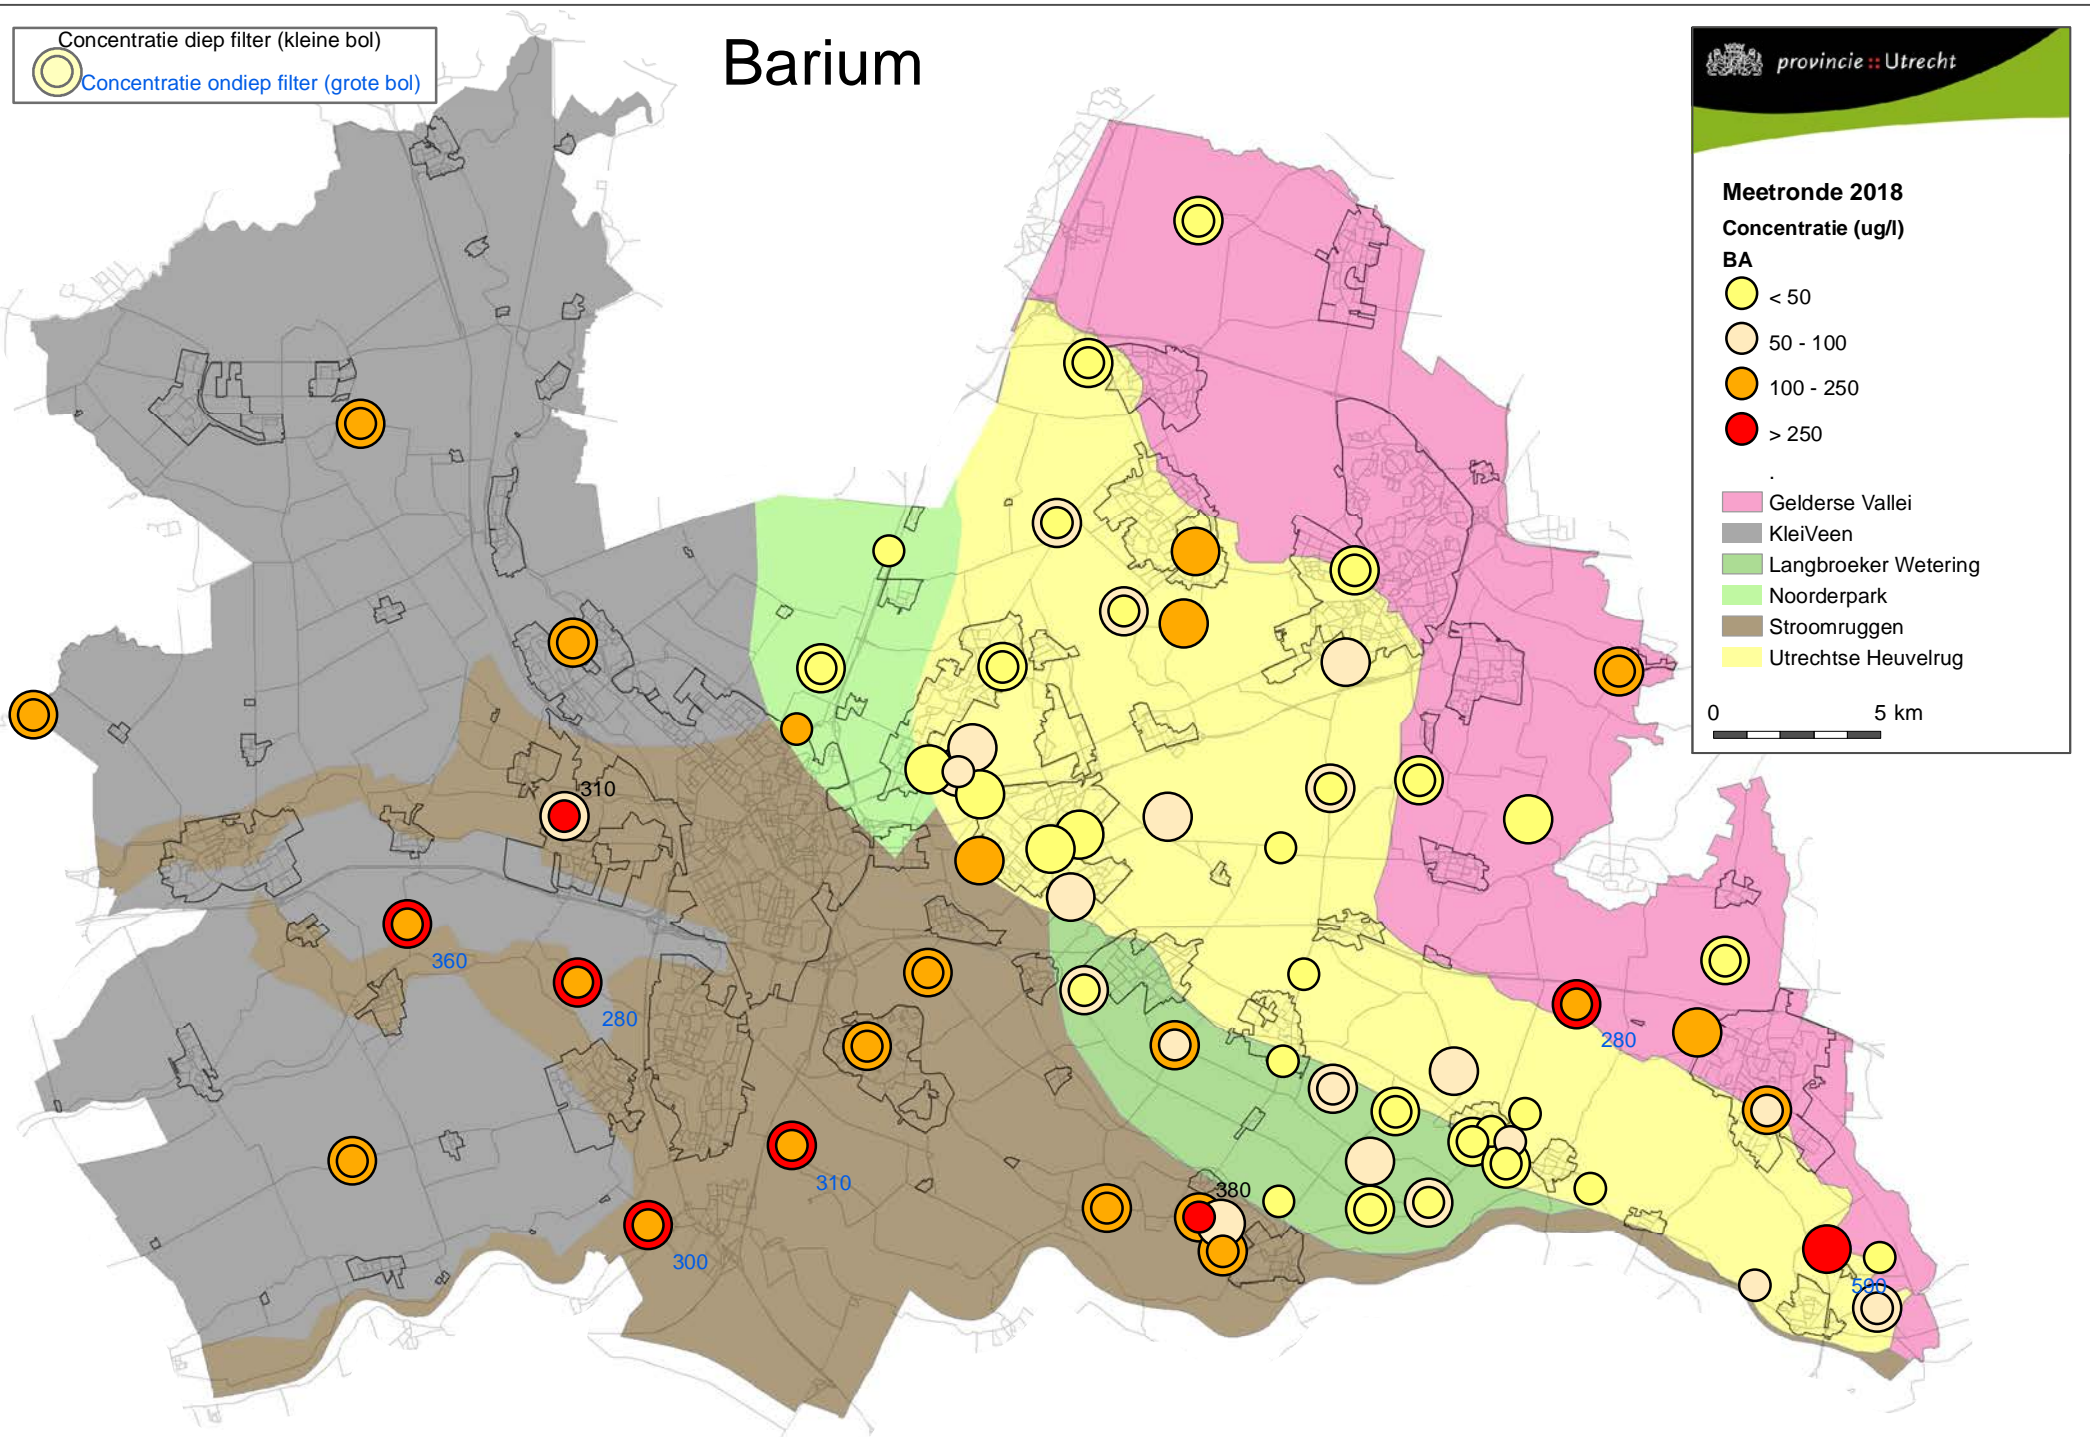 Concentratie diep filter (kleine bol)
Concentratie ondiep filter (grote bol)
Barium
provincie :: Utrecht
Meetronde 2018
Concentratie (ug/l)
BA
< 50
50 - 100
100 - 250
> 250
.
Gelderse Vallei
KleiVeen
Langbroeker Wetering
Noorderpark
Stroomruggen
Utrechtse Heuvelrug
0 5 km
310
360
280
280
310
380
300
590